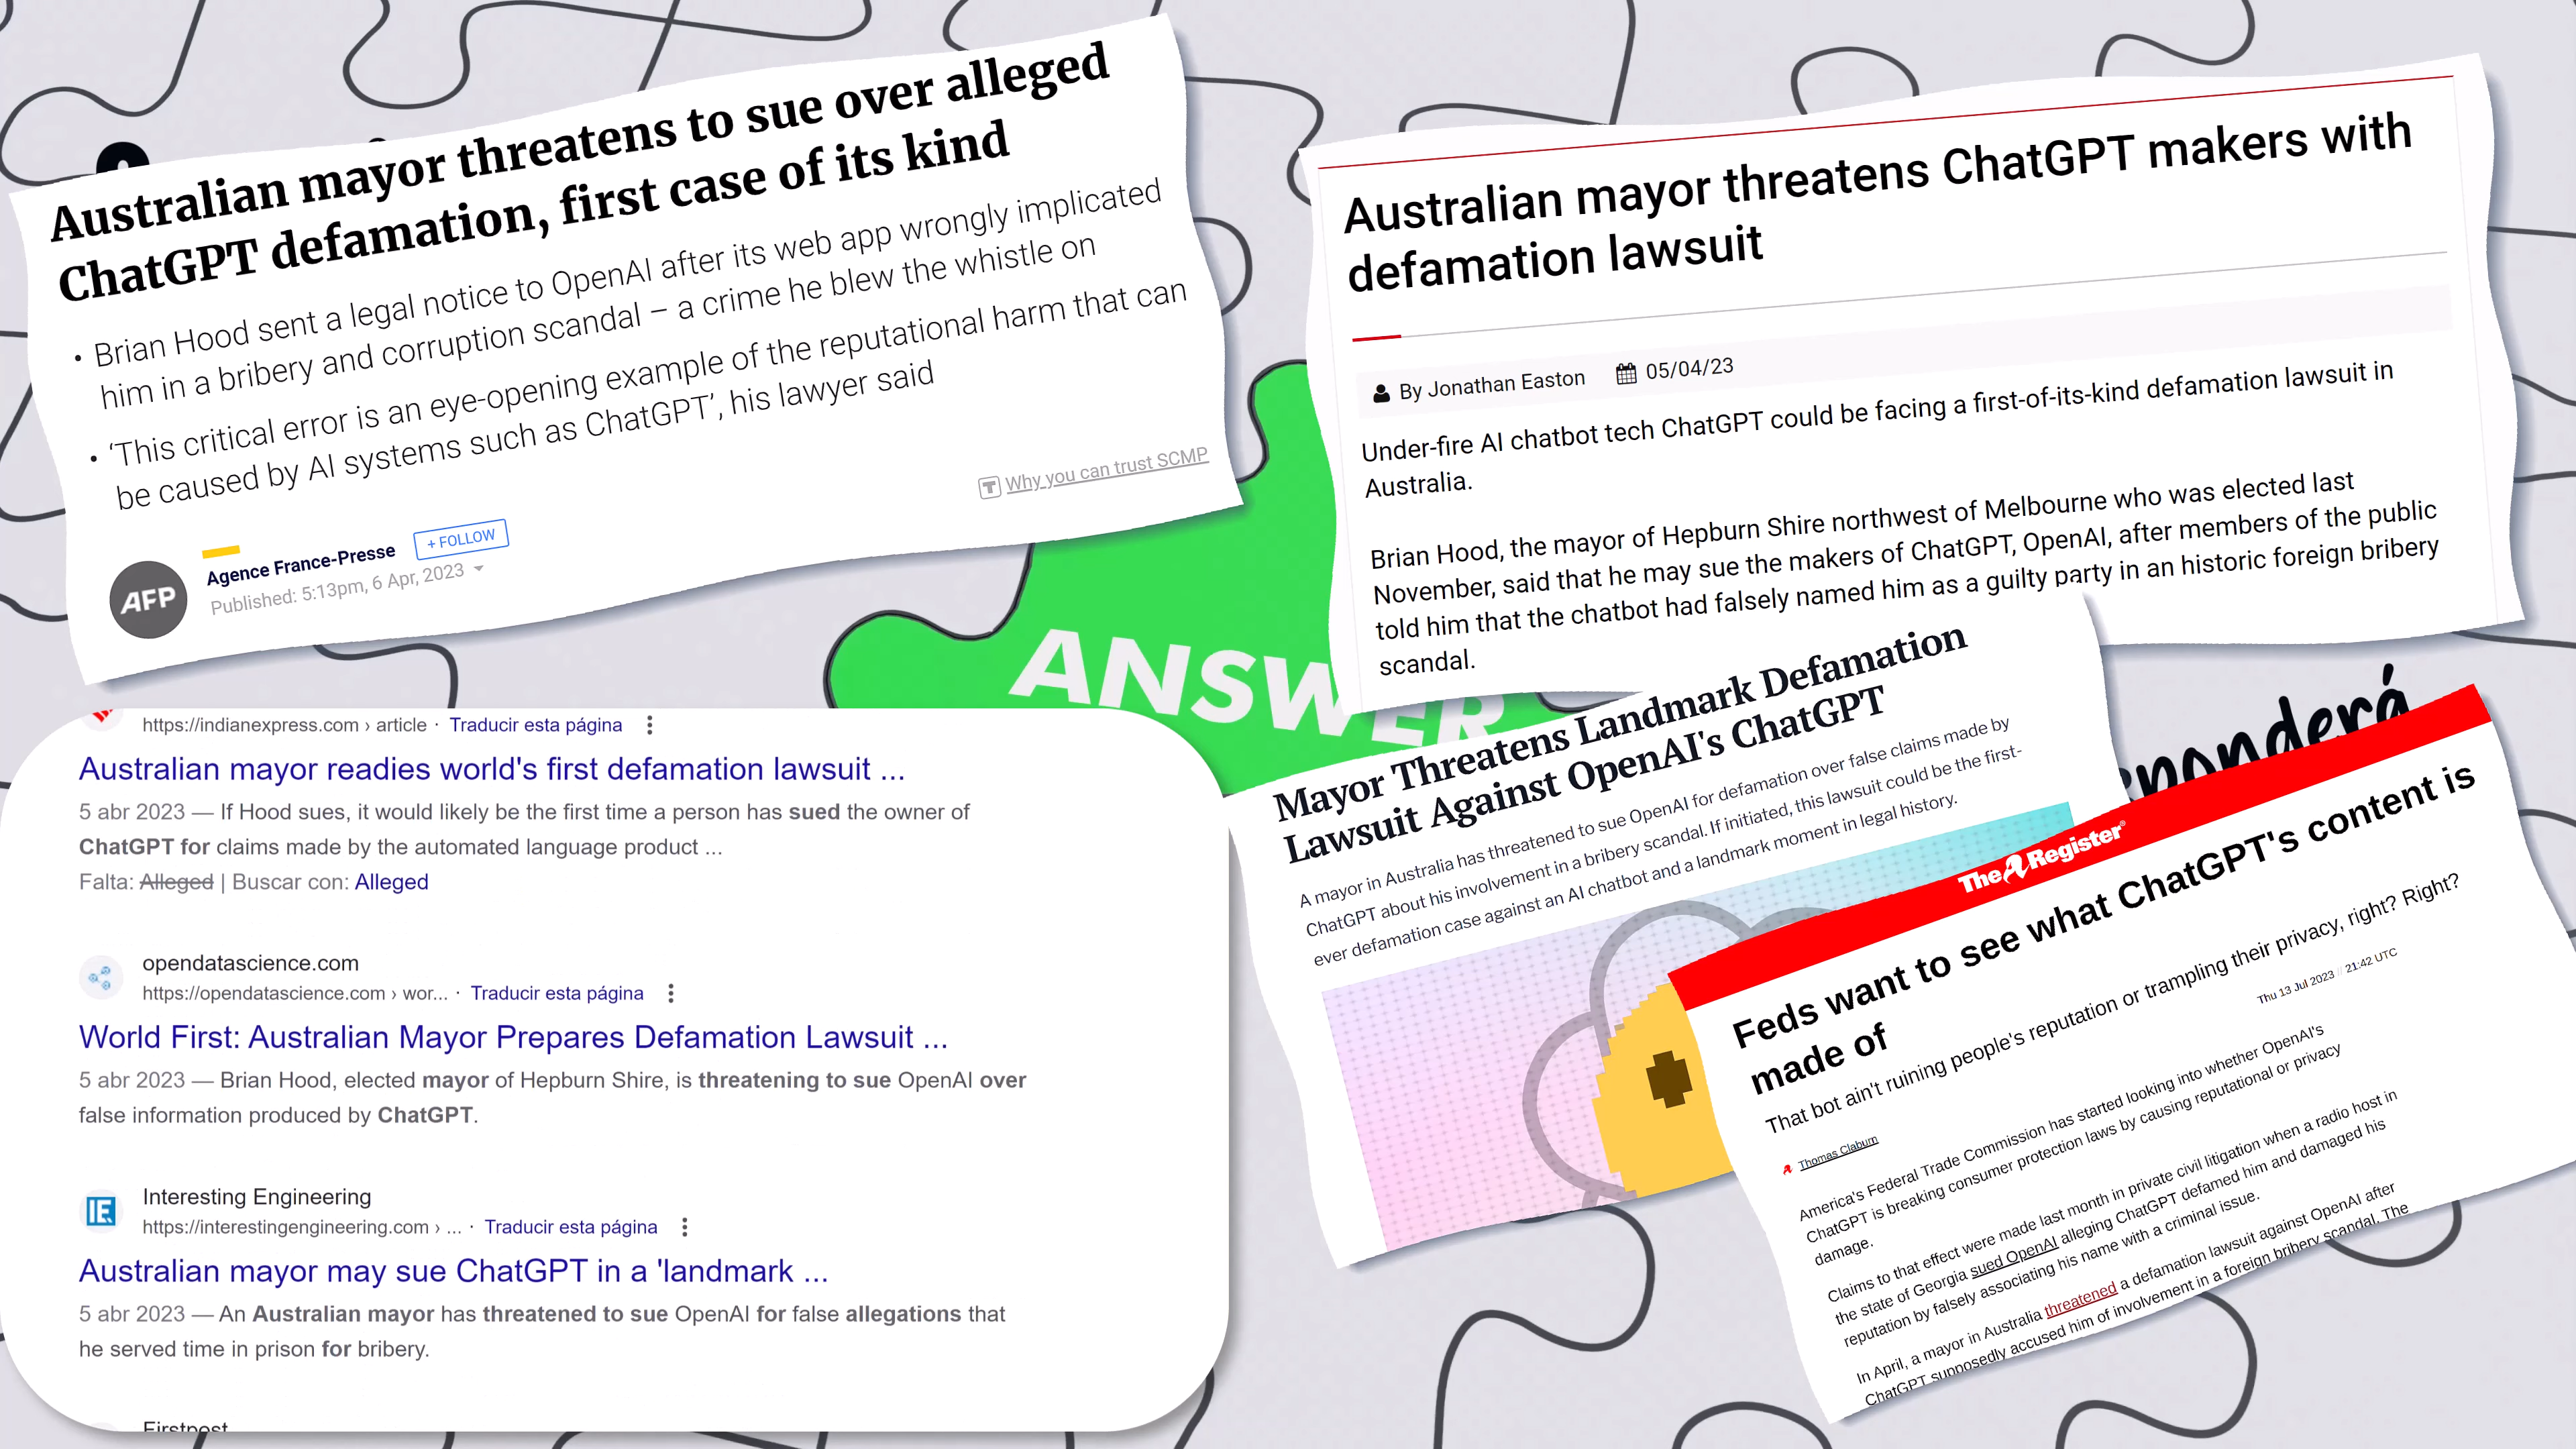 Australian mayor threatens to sue over alleged
ChatGPT defamation, first case of its kind
• Brian Hood sent a legal notice to OpenAI after its web app wrongly implicated
him in a bribery and corruption scandal – a crime he blew the whistle on
• ‘This critical error is an eye-opening example of the reputational harm that can
be caused by AI systems such as ChatGPT’, his lawyer said
Why you can trust SCMP
AFP
Agence France-Presse
+ FOLLOW
Published: 5:13pm, 6 Apr, 2023
Australian mayor threatens ChatGPT makers with
defamation lawsuit
By Jonathan Easton 05/04/23
Under-fire AI chatbot tech ChatGPT could be facing a first-of-its-kind defamation lawsuit in
Australia.
Brian Hood, the mayor of Hepburn Shire northwest of Melbourne who was elected last
November, said that he may sue the makers of ChatGPT, OpenAI, after members of the public
told him that the chatbot had falsely named him as a guilty party in an historic foreign bribery
scandal.
ANSWER
https://indianexpress.com › article · Traducir esta página
Australian mayor readies world's first defamation lawsuit ...
5 abr 2023 — If Hood sues, it would likely be the first time a person has sued the owner of
ChatGPT for claims made by the automated language product ...
Falta: Alleged | Buscar con: Alleged
opendatascience.com
https://opendatascience.com › wor... · Traducir esta página
World First: Australian Mayor Prepares Defamation Lawsuit ...
5 abr 2023 — Brian Hood, elected mayor of Hepburn Shire, is threatening to sue OpenAI over
false information produced by ChatGPT.
IE
Interesting Engineering
https://interestingengineering.com › ... · Traducir esta página
Australian mayor may sue ChatGPT in a 'landmark ...
5 abr 2023 — An Australian mayor has threatened to sue OpenAI for false allegations that
he served time in prison for bribery.
Firstpost
Mayor Threatens Landmark Defamation
Lawsuit Against OpenAI's ChatGPT
A mayor in Australia has threatened to sue OpenAI for defamation over false claims made by
ChatGPT about his involvement in a bribery scandal. If initiated, this lawsuit could be the first-
ever defamation case against an AI chatbot and a landmark moment in legal history.
The Register
Feds want to see what ChatGPT's content is
made of
That bot ain't ruining people's reputation or trampling their privacy, right? Right?
Thomas Claburn
Thu 13 Jul 2023 // 21:42 UTC
America's Federal Trade Commission has started looking into whether OpenAI's
ChatGPT is breaking consumer protection laws by causing reputational or privacy
damage.
Claims to that effect were made last month in private civil litigation when a radio host in
the state of Georgia sued OpenAI alleging ChatGPT defamed him and damaged his
reputation by falsely associating his name with a criminal issue.
In April, a mayor in Australia threatened a defamation lawsuit against OpenAI after
ChatGPT supposedly accused him of involvement in a foreign bribery scandal. The